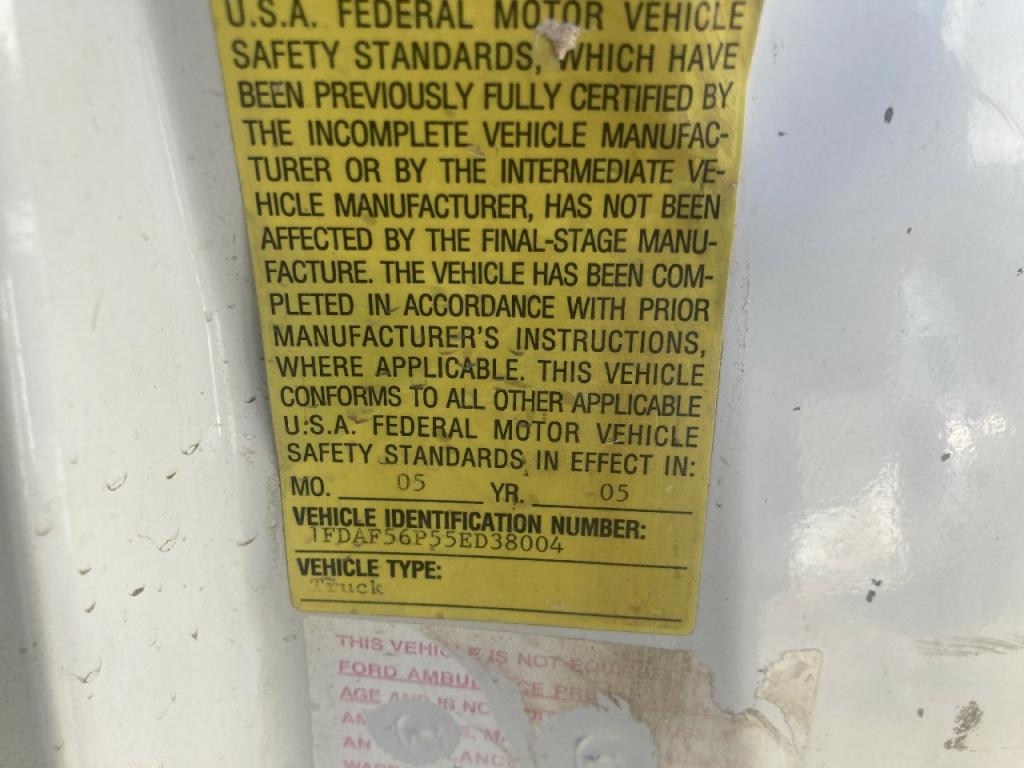 U.S.A. FEDERAL MOTOR VEHICLE
SAFETY STANDARDS, WHICH HAVE
BEEN PREVIOUSLY FULLY CERTIFIED BY
THE INCOMPLETE VEHICLE MANUFAC-
TURER OR BY THE INTERMEDIATE VE-
HICLE MANUFACTURER, HAS NOT BEEN
AFFECTED BY THE FINAL-STAGE MANU-
FACTURE. THE VEHICLE HAS BEEN COM-
PLETED IN ACCORDANCE WITH PRIOR
MANUFACTURER'S INSTRUCTIONS,
WHERE APPLICABLE. THIS VEHICLE
CONFORMS TO ALL OTHER APPLICABLE
U.S.A. FEDERAL MOTOR VEHICLE
SAFETY STANDARDS IN EFFECT IN:
MO. 05 YR. 05
VEHICLE IDENTIFICATION NUMBER:
1FDAF56P55ED38004
VEHICLE TYPE:
Truck
THIS IS NOT
FORD
AGE
AN